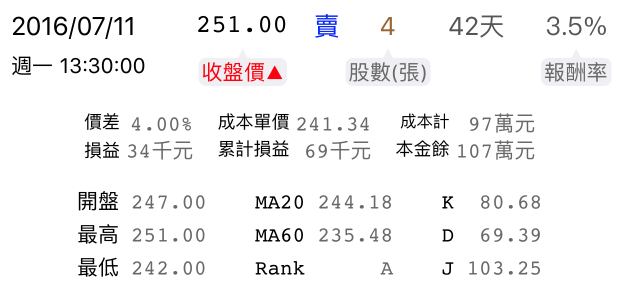 2016/07/11 251.00 賣 4 42天 3.5%
週一 13:30:00 收盤價▲ 股數(張) 報酬率
價差 4.00% 成本單價 241.34 成本計 97萬元
損益 34千元 累計損益 69千元 本金餘 107萬元
開盤 247.00 MA20 244.18 K 80.68
最高 251.00 MA60 235.48 D 69.39
最低 242.00 Rank A J 103.25